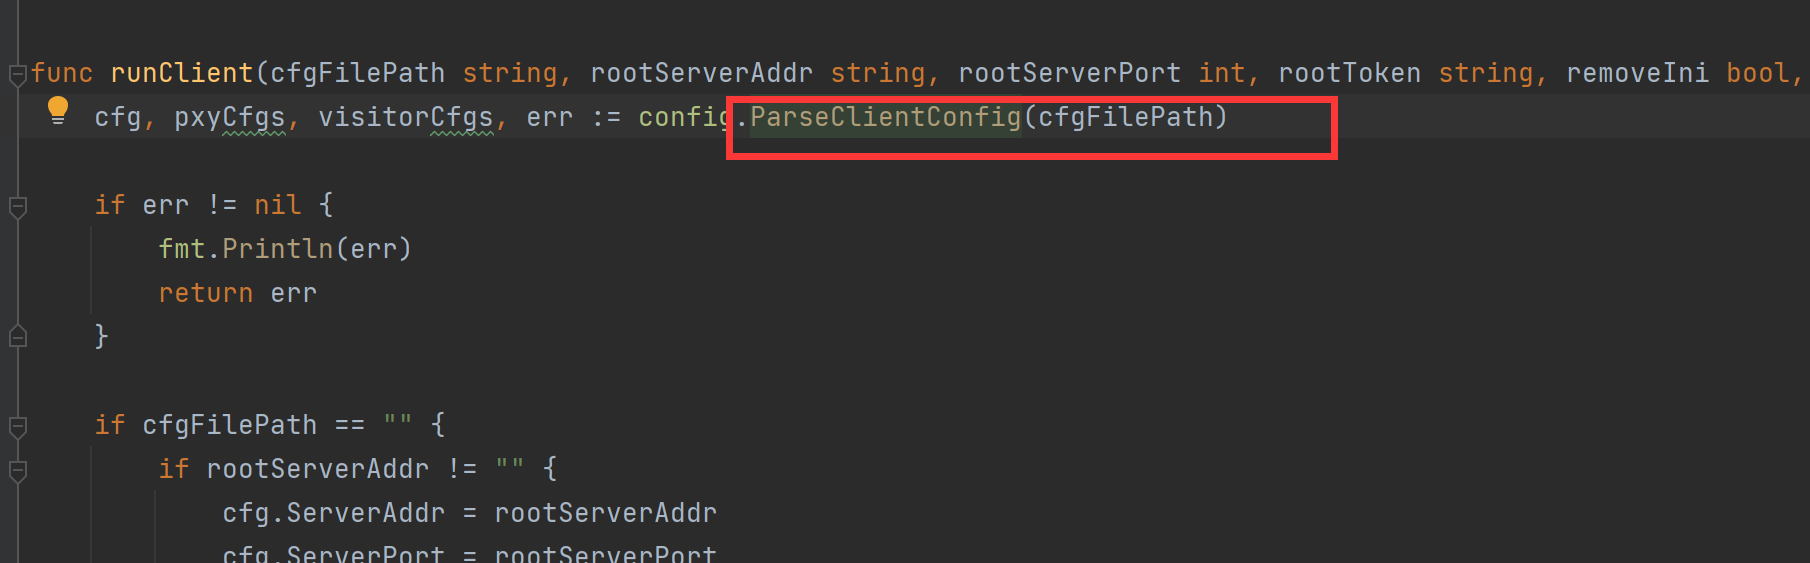 func runClient(cfgFilePath string, rootServerAddr string, rootServerPort int, rootToken string, removeIni bool,
cfg, pxyCfgs, visitorCfgs, err := config.ParseClientConfig(cfgFilePath)
if err != nil {
fmt.Println(err)
return err
}
if cfgFilePath == "" {
if rootServerAddr != "" {
cfg.ServerAddr = rootServerAddr
cfg.ServerPort = rootServerPort